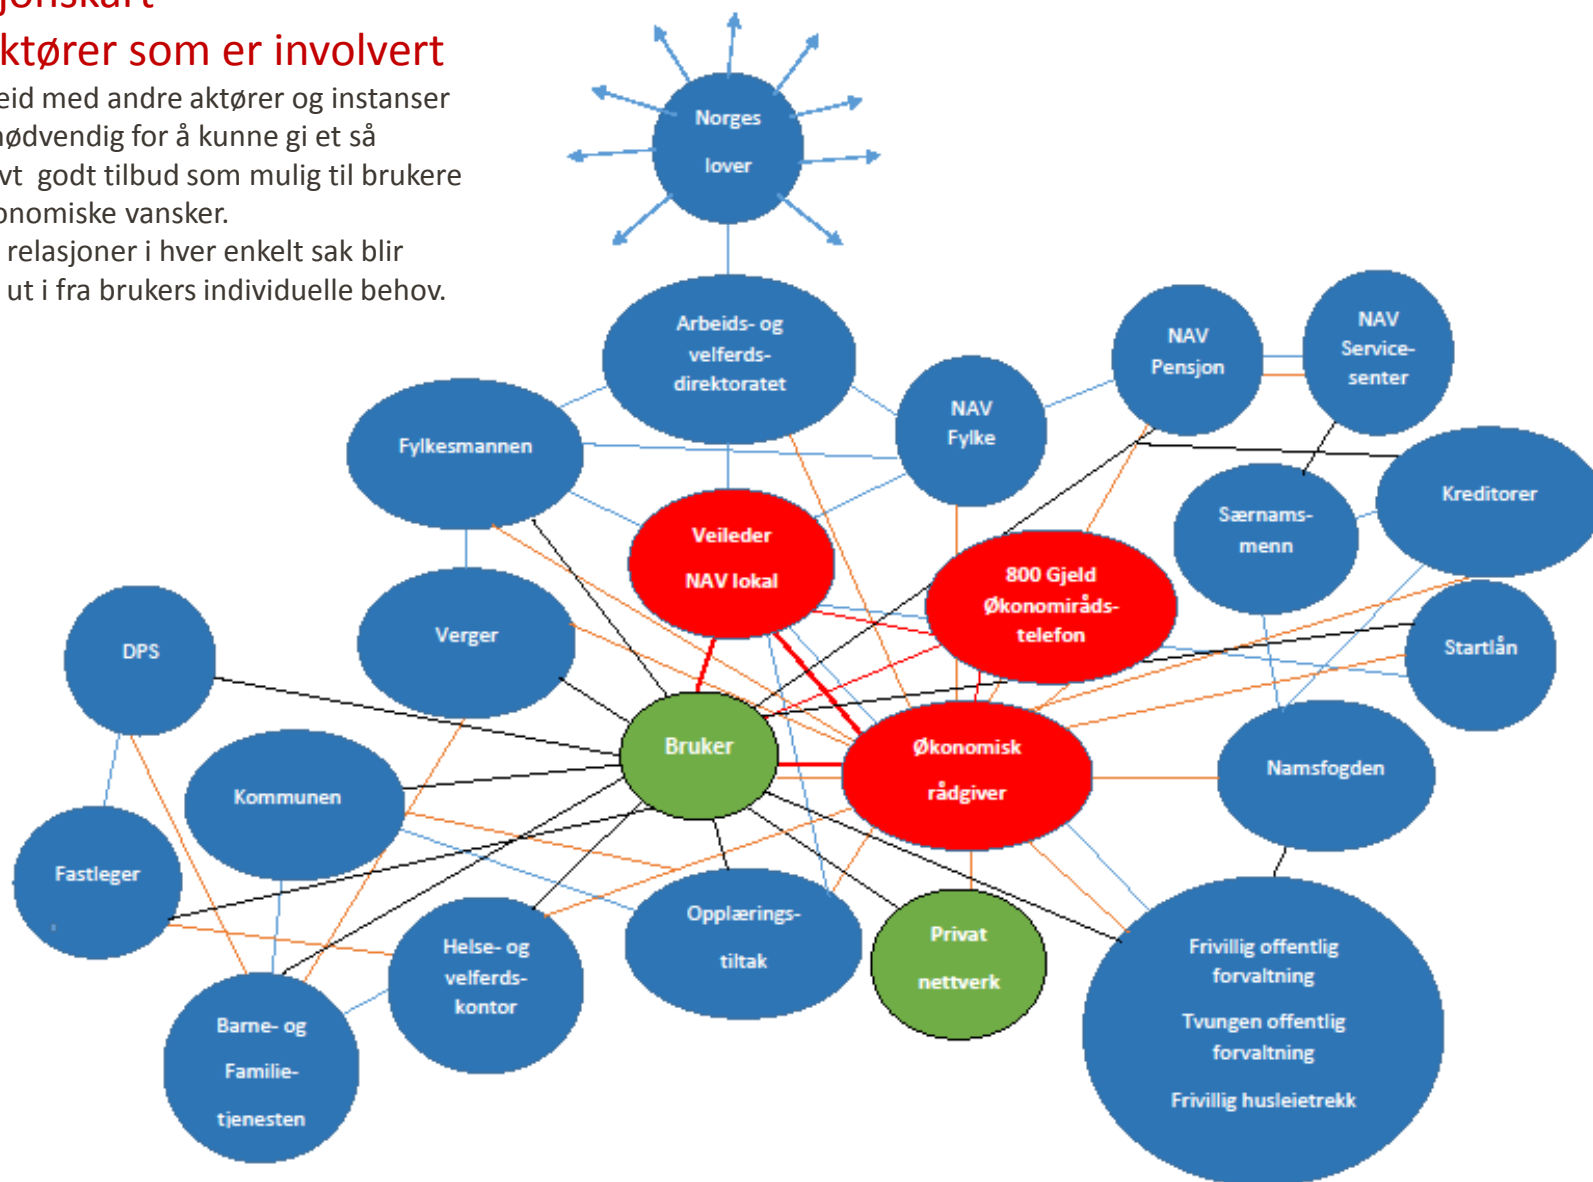 jonskart
ktører som er involvert
eid med andre aktører og instanser
nødvendig for å kunne gi et så
vt godt tilbud som mulig til brukere
onomiske vansker.
relasjoner i hver enkelt sak blir
ut i fra brukers individuelle behov.
Norges
lover
Arbeids- og
velferds-
direktoratet
NAV
Pensjon
NAV
Service-
senter
NAV
Fylke
Fylkesmannen
Kreditorer
Særnams-
menn
Veileder
NAV lokal
800 Gjeld
Økonomiråds-
telefon
Verger
DPS
Startlån
Bruker
Økonomisk
rådgiver
Namsfogden
Kommunen
Fastleger
Opplærings-
tiltak
Privat
nettverk
Helse- og
velferds-
kontor
Frivillig offentlig
forvaltning
Tvungen offentlig
forvaltning
Frivillig husleietrekk
Barne- og
Familie-
tjenesten